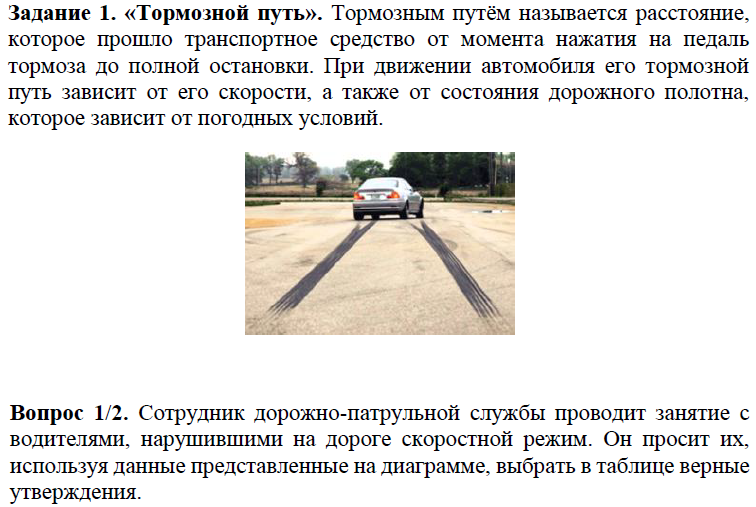 Задание 1. «Тормозной путь». Тормозным путём называется расстояние,
которое прошло транспортное средство от момента нажатия на педаль
тормоза до полной остановки. При движении автомобиля его тормозной
путь зависит от его скорости, а также от состояния дорожного полотна,
которое зависит от погодных условий.
Вопрос 1/2. Сотрудник дорожно-патрульной службы проводит занятие с
водителями, нарушившими на дороге скоростной режим. Он просит их,
используя данные представленные на диаграмме, выбрать в таблице верные
утверждения.